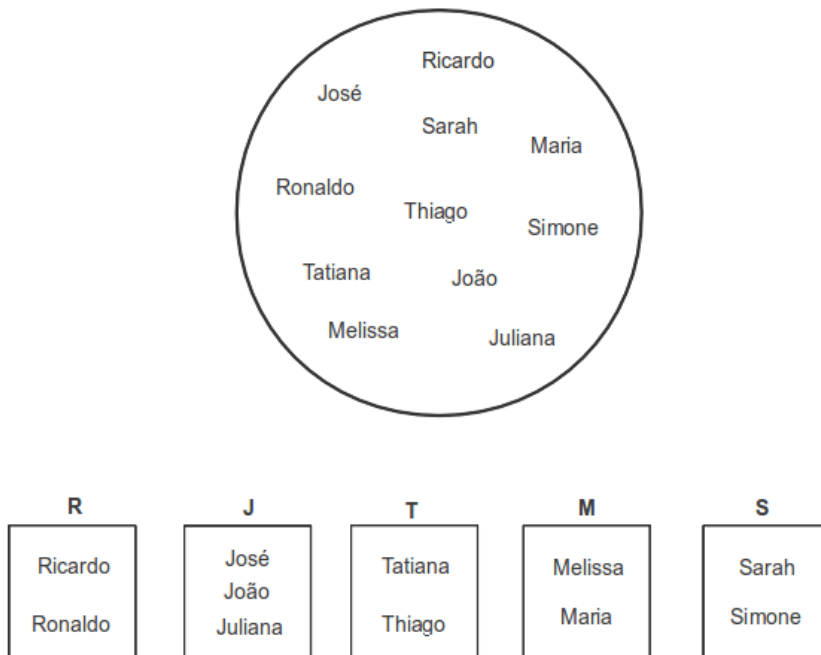 Ricardo
José
Sarah
Maria
Ronaldo
Thiago
Simone
Tatiana
João
Melissa
Juliana
R
Ricardo
Ronaldo
J
José
João
Juliana
T
Tatiana
Thiago
M
Melissa
Maria
S
Sarah
Simone